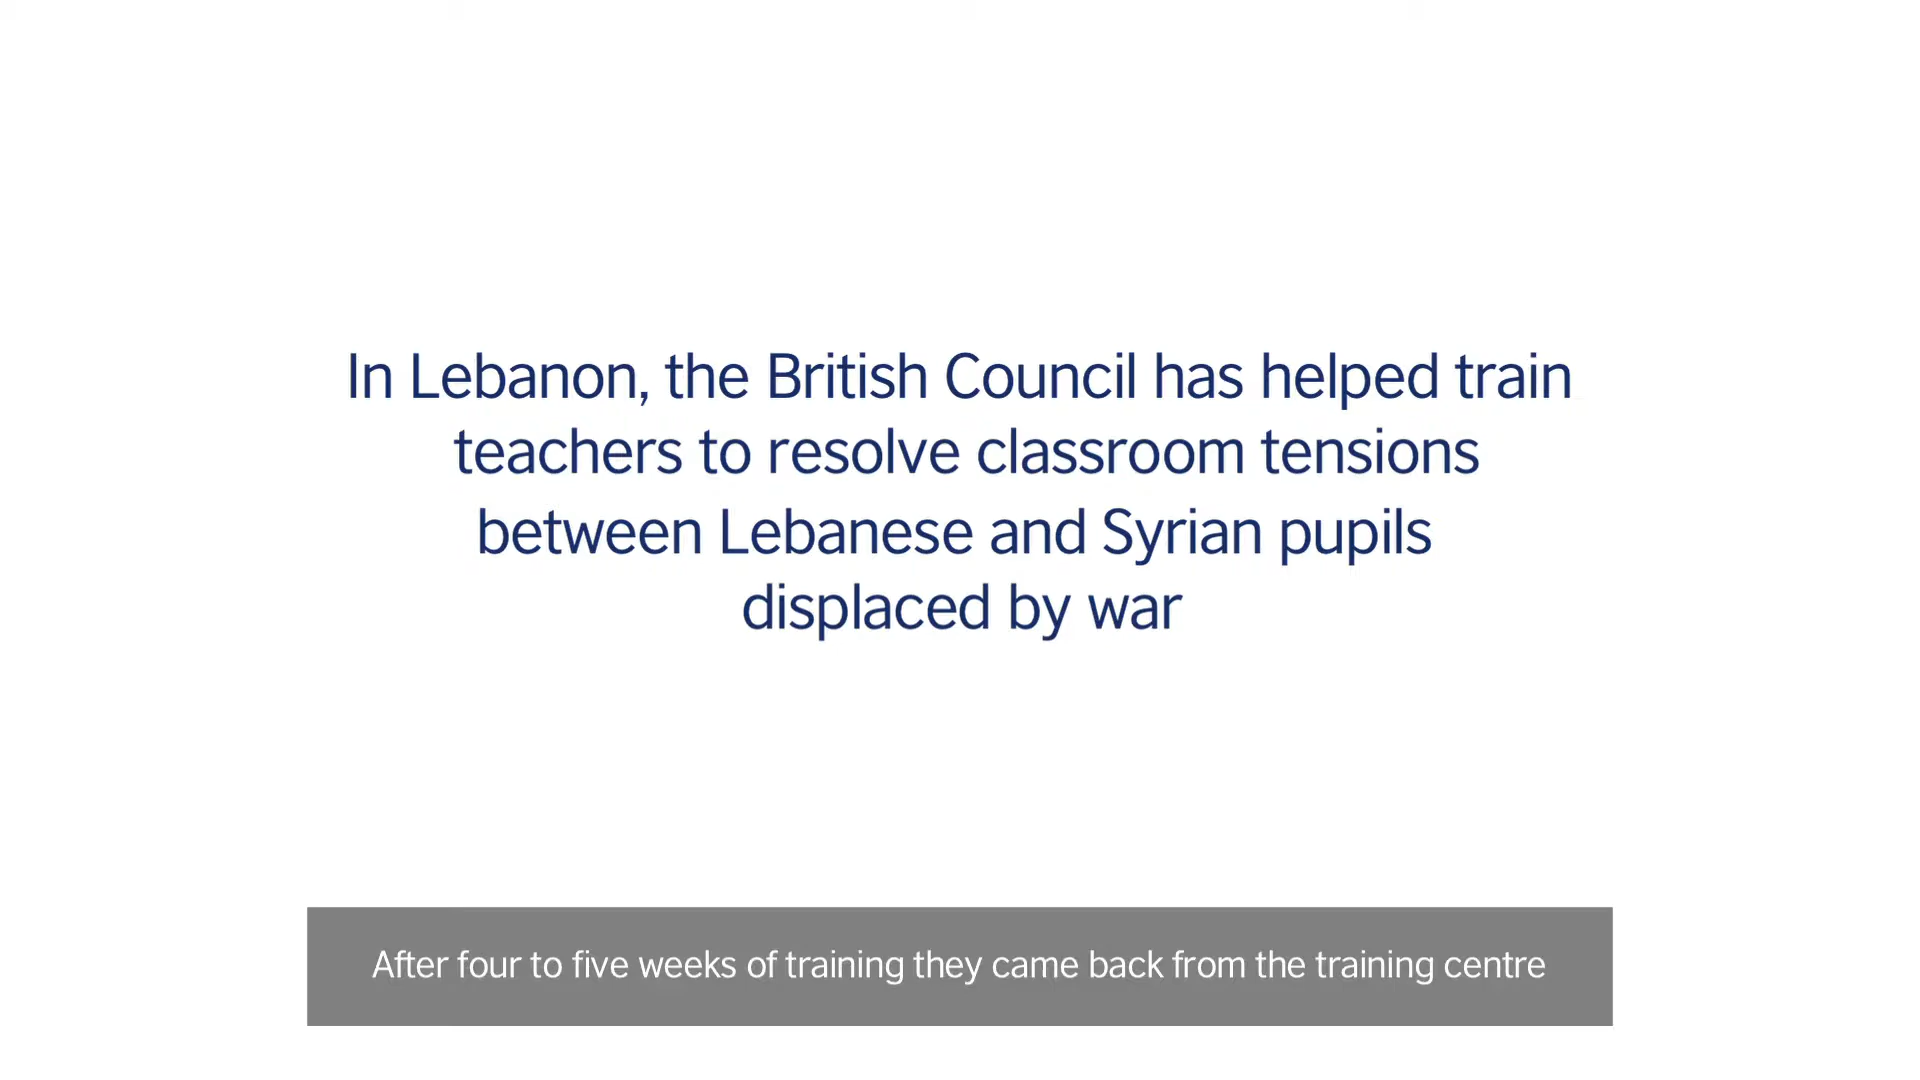 In Lebanon, the British Council has helped train
teachers to resolve classroom tensions
between Lebanese and Syrian pupils
displaced by war
After four to five weeks of training they came back from the training centre